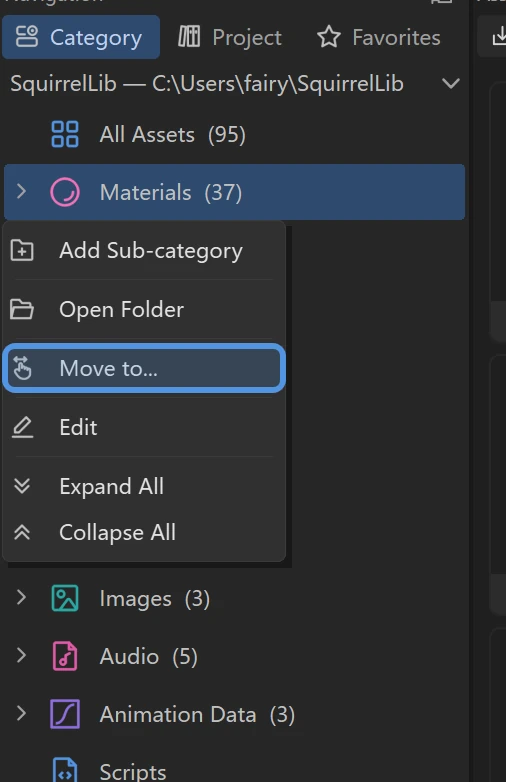 Category Project Favorites
SquirrelLib — C:\Users\fairy\SquirrelLib
All Assets (95)
Materials (37)
Add Sub-category
Open Folder
Move to...
Edit
Expand All
Collapse All
Images (3)
Audio (5)
Animation Data (3)
Scripts